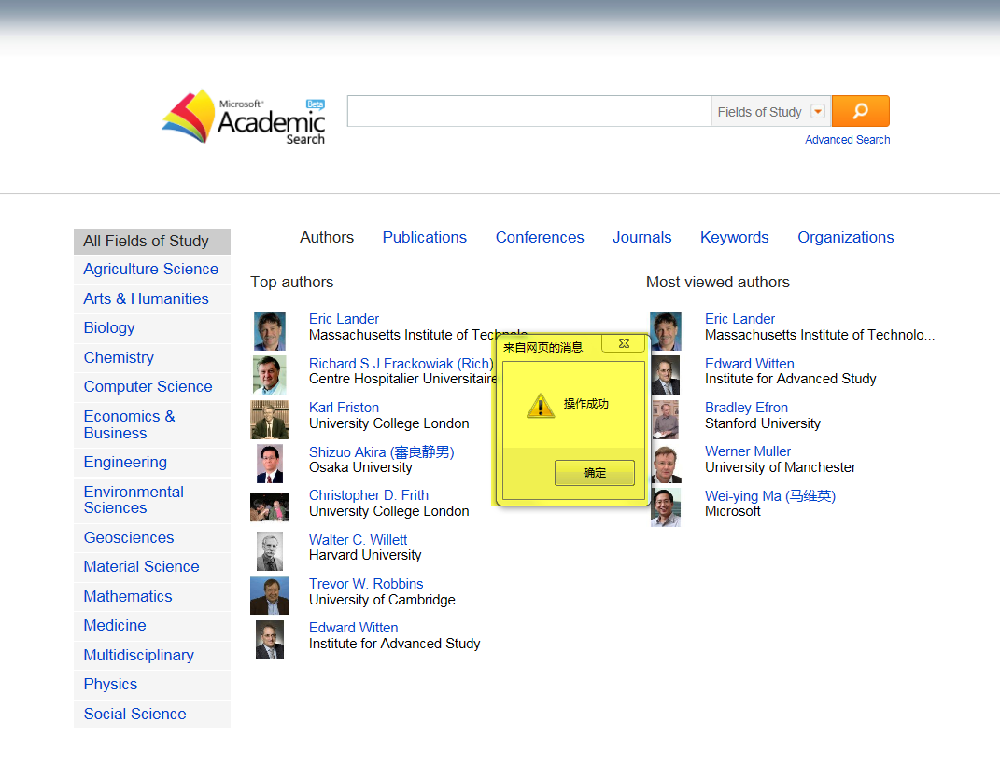 Microsoft®
Beta
Academic
Search
Fields of Study
Advanced Search
All Fields of Study
Agriculture Science
Arts & Humanities
Biology
Chemistry
Computer Science
Economics &
Business
Engineering
Environmental
Sciences
Geosciences
Material Science
Mathematics
Medicine
Multidisciplinary
Physics
Social Science
Authors Publications Conferences Journals Keywords Organizations
Top authors
Eric Lander
Massachusetts Institute of Technolo...
Richard S J Frackowiak (Rich)
Centre Hospitalier Universitaire
Karl Friston
University College London
Shizuo Akira (審良静男)
Osaka University
Christopher D. Frith
University College London
Walter C. Willett
Harvard University
Trevor W. Robbins
University of Cambridge
Edward Witten
Institute for Advanced Study
Most viewed authors
Eric Lander
Massachusetts Institute of Technolo...
Edward Witten
Institute for Advanced Study
Bradley Efron
Stanford University
Werner Muller
University of Manchester
Wei-ying Ma (马维英)
Microsoft
来自网页的消息
操作成功
确定